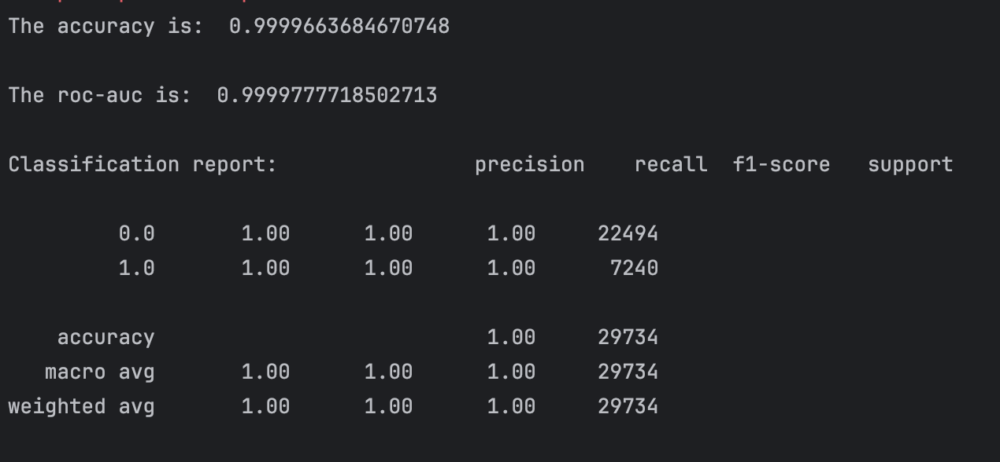 The accuracy is:  0.9999663684670748
The roc-auc is:  0.9999777718502713
Classification report:                precision    recall  f1-score   support
         0.0       1.00      1.00      1.00     22494
         1.0       1.00      1.00      1.00      7240
    accuracy                           1.00     29734
   macro avg       1.00      1.00      1.00     29734
weighted avg       1.00      1.00      1.00     29734